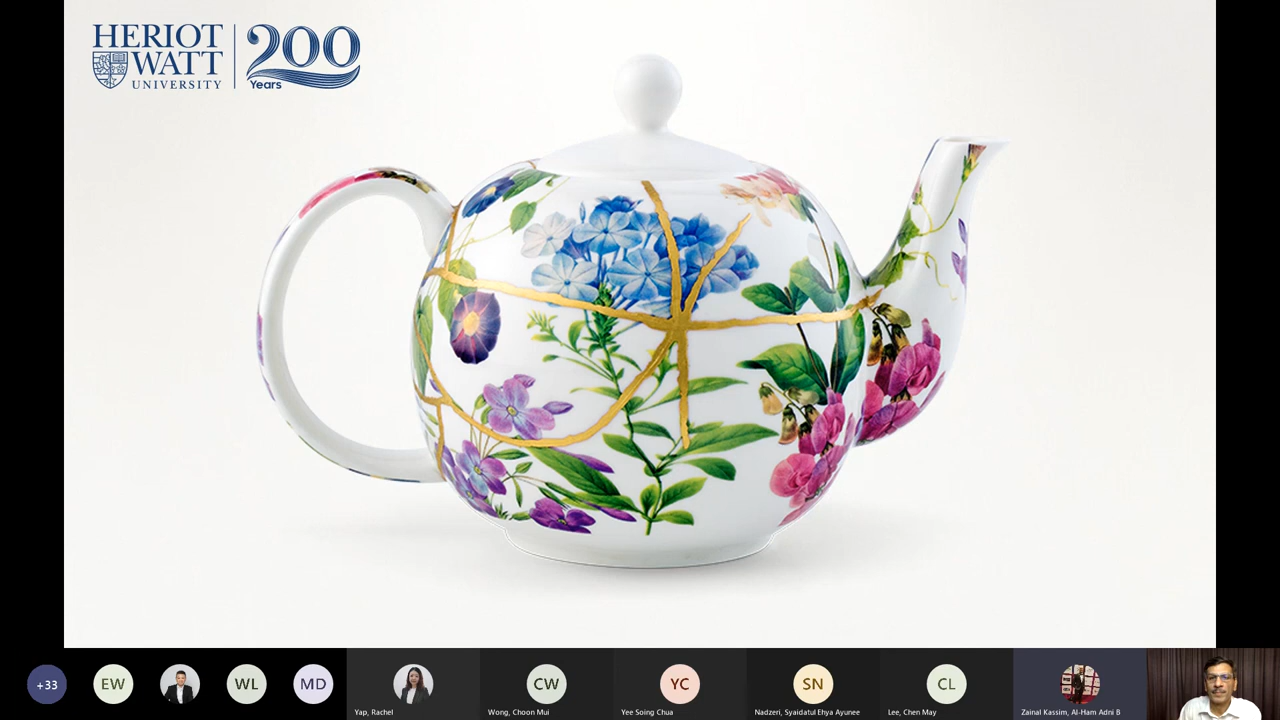 HERIOT
WATT
UNIVERSITY
200
Years
+33
EW
WL
MD
Yap, Rachel
CW
Wong, Choon Mui
YC
Yee Soing Chua
SN
Nadzeri, Syaidatul Ehya Ayunee
CL
Lee, Chen May
Zainal Kassim, Al-Ham Adni B